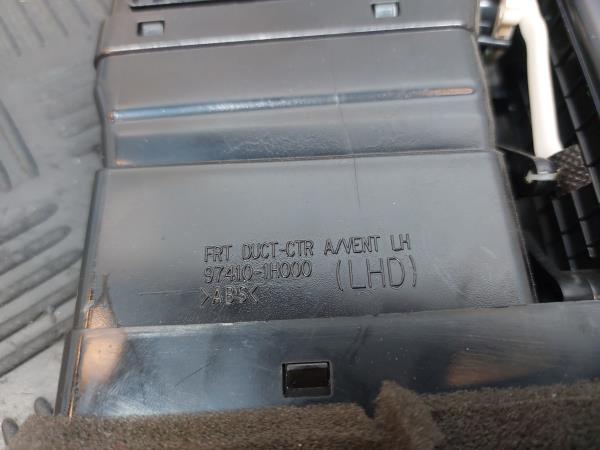 FRT DUCT-CTR A/VENT LH
97410-1H000 (LHD)
>ABS<